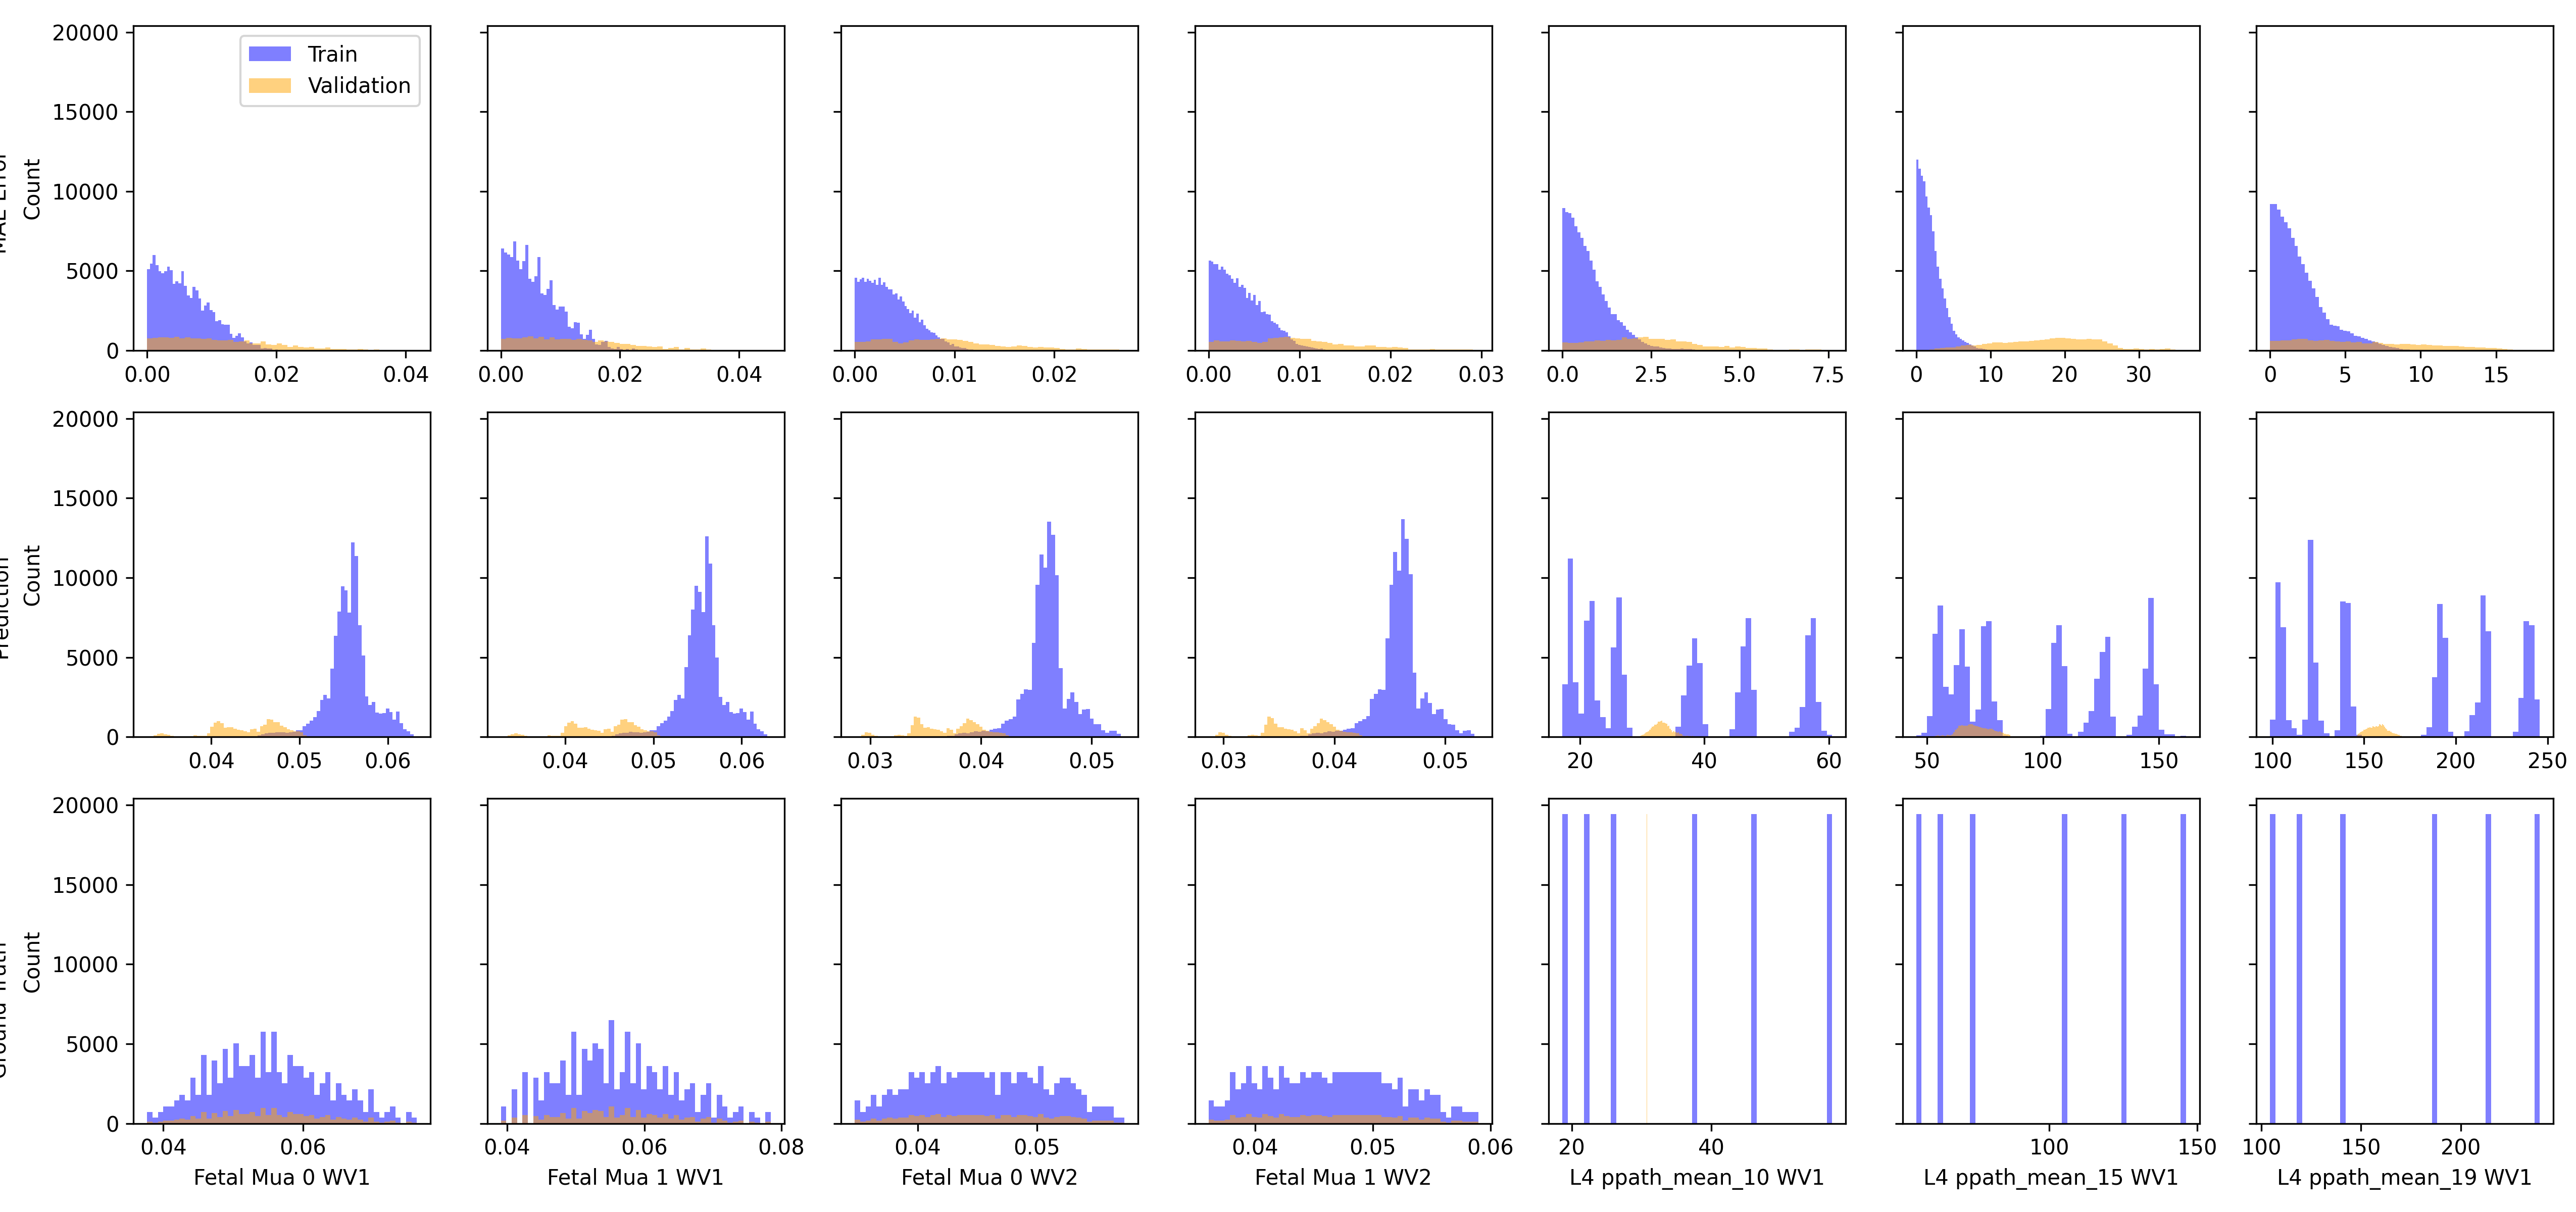 20000
15000
10000
5000
0
Count
Train
Validation
0.00 0.02 0.04
0.00 0.02 0.04
0.00 0.01 0.02
0.00 0.01 0.02 0.03
0.0 2.5 5.0 7.5
0 10 20 30
0 5 10 15
20000
15000
10000
5000
0
Prediction
Count
0.04 0.05 0.06
0.04 0.05 0.06
0.03 0.04 0.05
0.03 0.04 0.05
20 40 60
50 100 150
100 150 200 250
20000
15000
10000
5000
0
Count
0.04 0.06
0.04 0.06 0.08
0.04 0.05
0.04 0.05 0.06
20 40
100 150
100 150 200
Fetal Mua 0 WV1
Fetal Mua 1 WV1
Fetal Mua 0 WV2
Fetal Mua 1 WV2
L4 ppath_mean_10 WV1
L4 ppath_mean_15 WV1
L4 ppath_mean_19 WV1